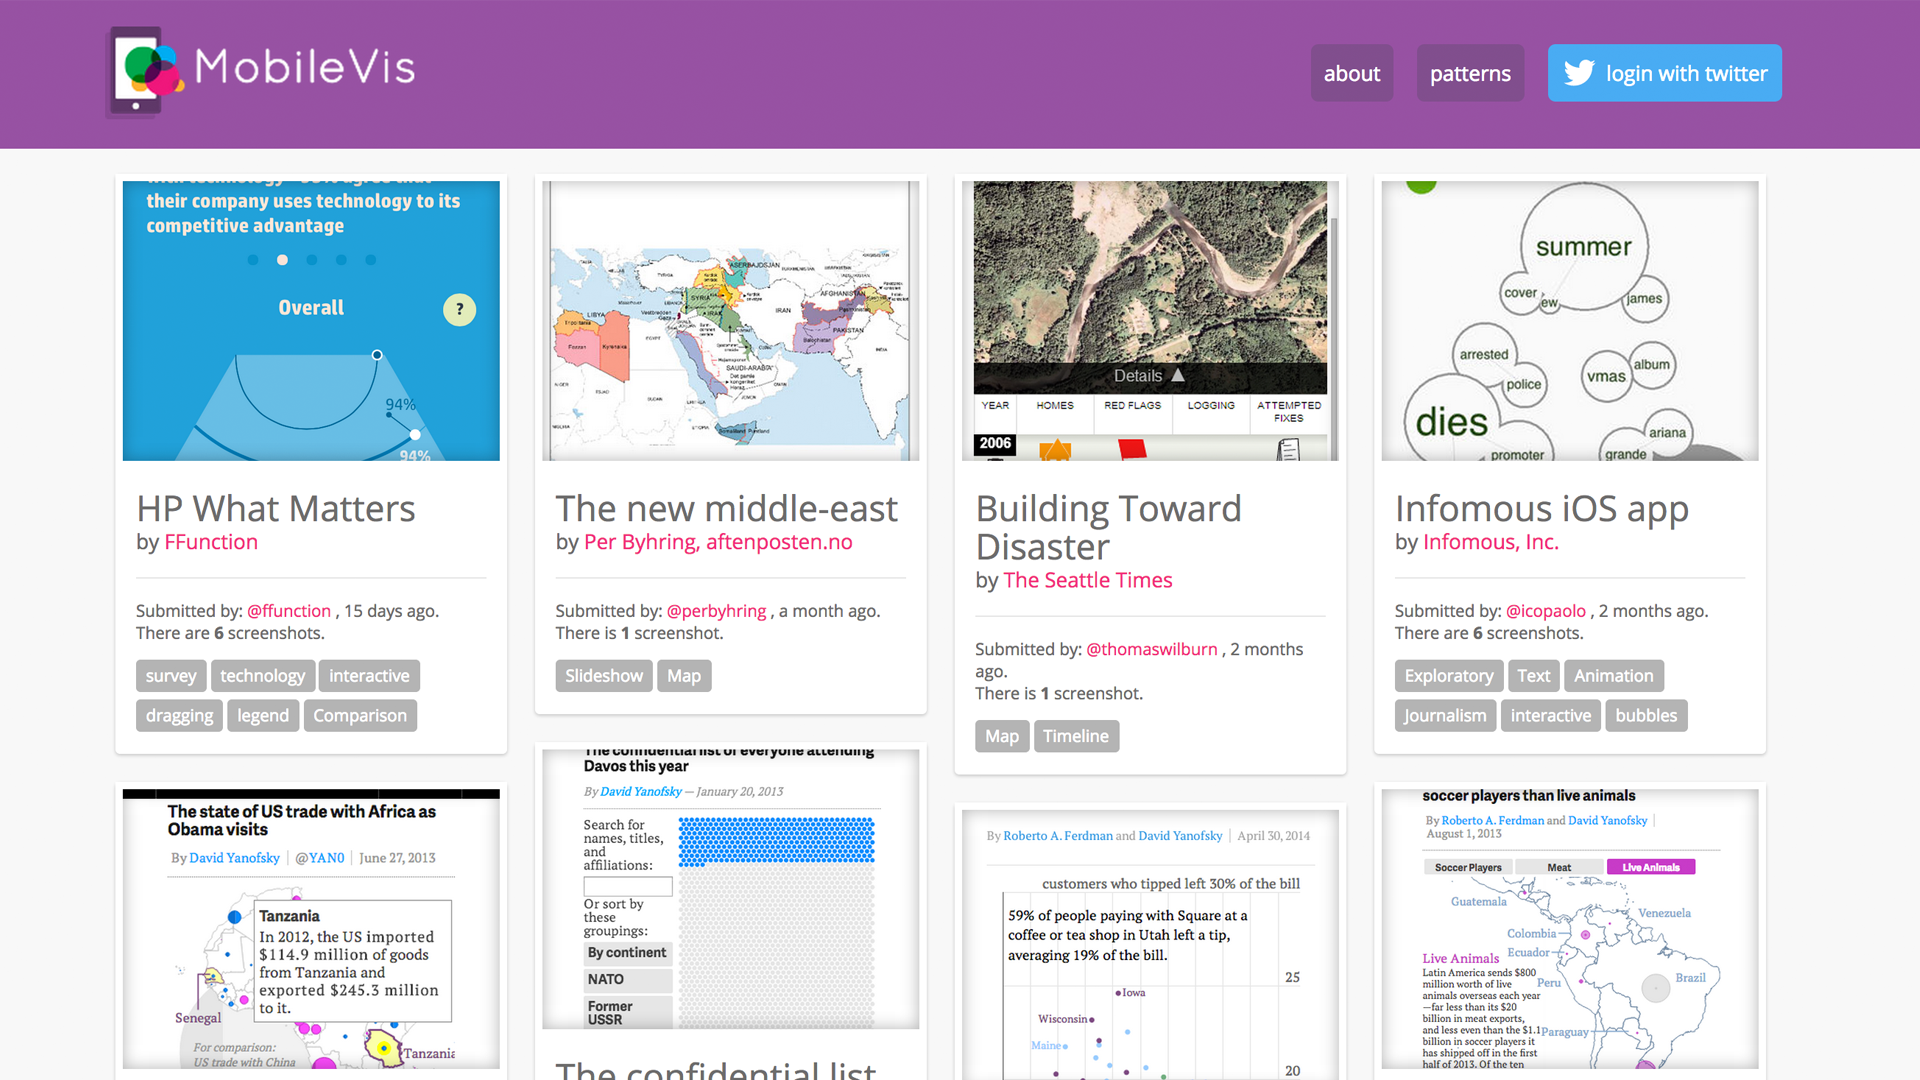 MobileVis
about
patterns
login with twitter
their company uses technology to its
competitive advantage
Overall
?
94%
94%
HP What Matters
by FFunction
Submitted by: @ffunction , 15 days ago.
There are 6 screenshots.
survey
technology
interactive
dragging
legend
Comparison
SYRIA
IRAK
IRAN
AFGHANISTAN
PAKISTAN
LIBYA
SAUDI-ARABIA
The new middle-east
by Per Byhring, aftenposten.no
Submitted by: @perbyhring , a month ago.
There is 1 screenshot.
Slideshow
Map
Details
YEAR
HOMES
RED FLAGS
LOGGING
ATTEMPTED
FIXES
2006
Building Toward
Disaster
by The Seattle Times
Submitted by: @thomaswilburn , 2 months
ago.
There is 1 screenshot.
Map
Timeline
summer
cover
ew
james
arrested
police
vmas
album
dies
promoter
ariana
grande
Infomous iOS app
by Infomous, Inc.
Submitted by: @icopaolo , 2 months ago.
There are 6 screenshots.
Exploratory
Text
Animation
Journalism
interactive
bubbles
The state of US trade with Africa as
Obama visits
By David Yanofsky
@YAN0
June 27, 2013
Tanzania
In 2012, the US imported
$114.9 million of goods
from Tanzania and
exported $245.3 million
to it.
Senegal
For comparison:
US trade with China
Tanzania
The confidential list of everyone attending
Davos this year
By David Yanofsky — January 20, 2013
Search for
names, titles,
and
affiliations:
Or sort by
these
groupings:
By continent
NATO
Former
USSR
The confidential list
By Roberto A. Ferdman and David Yanofsky
April 30, 2014
customers who tipped left 30% of the bill
59% of people paying with Square at a
coffee or tea shop in Utah left a tip,
averaging 19% of the bill.
25
Iowa
Wisconsin
Maine
20
soccer players than live animals
By Roberto A. Ferdman and David Yanofsky
August 1, 2013
Soccer Players
Meat
Live Animals
Guatemala
Venezuela
Colombia
Ecuador
Peru
Brazil
Paraguay
Live Animals
Latin America sends $800
million worth of live
animals overseas each year
—far less than its $20
billion in meat exports,
and less even than the $1.1
billion in soccer players it
has shipped off in the first
half of 2013. Of the ten